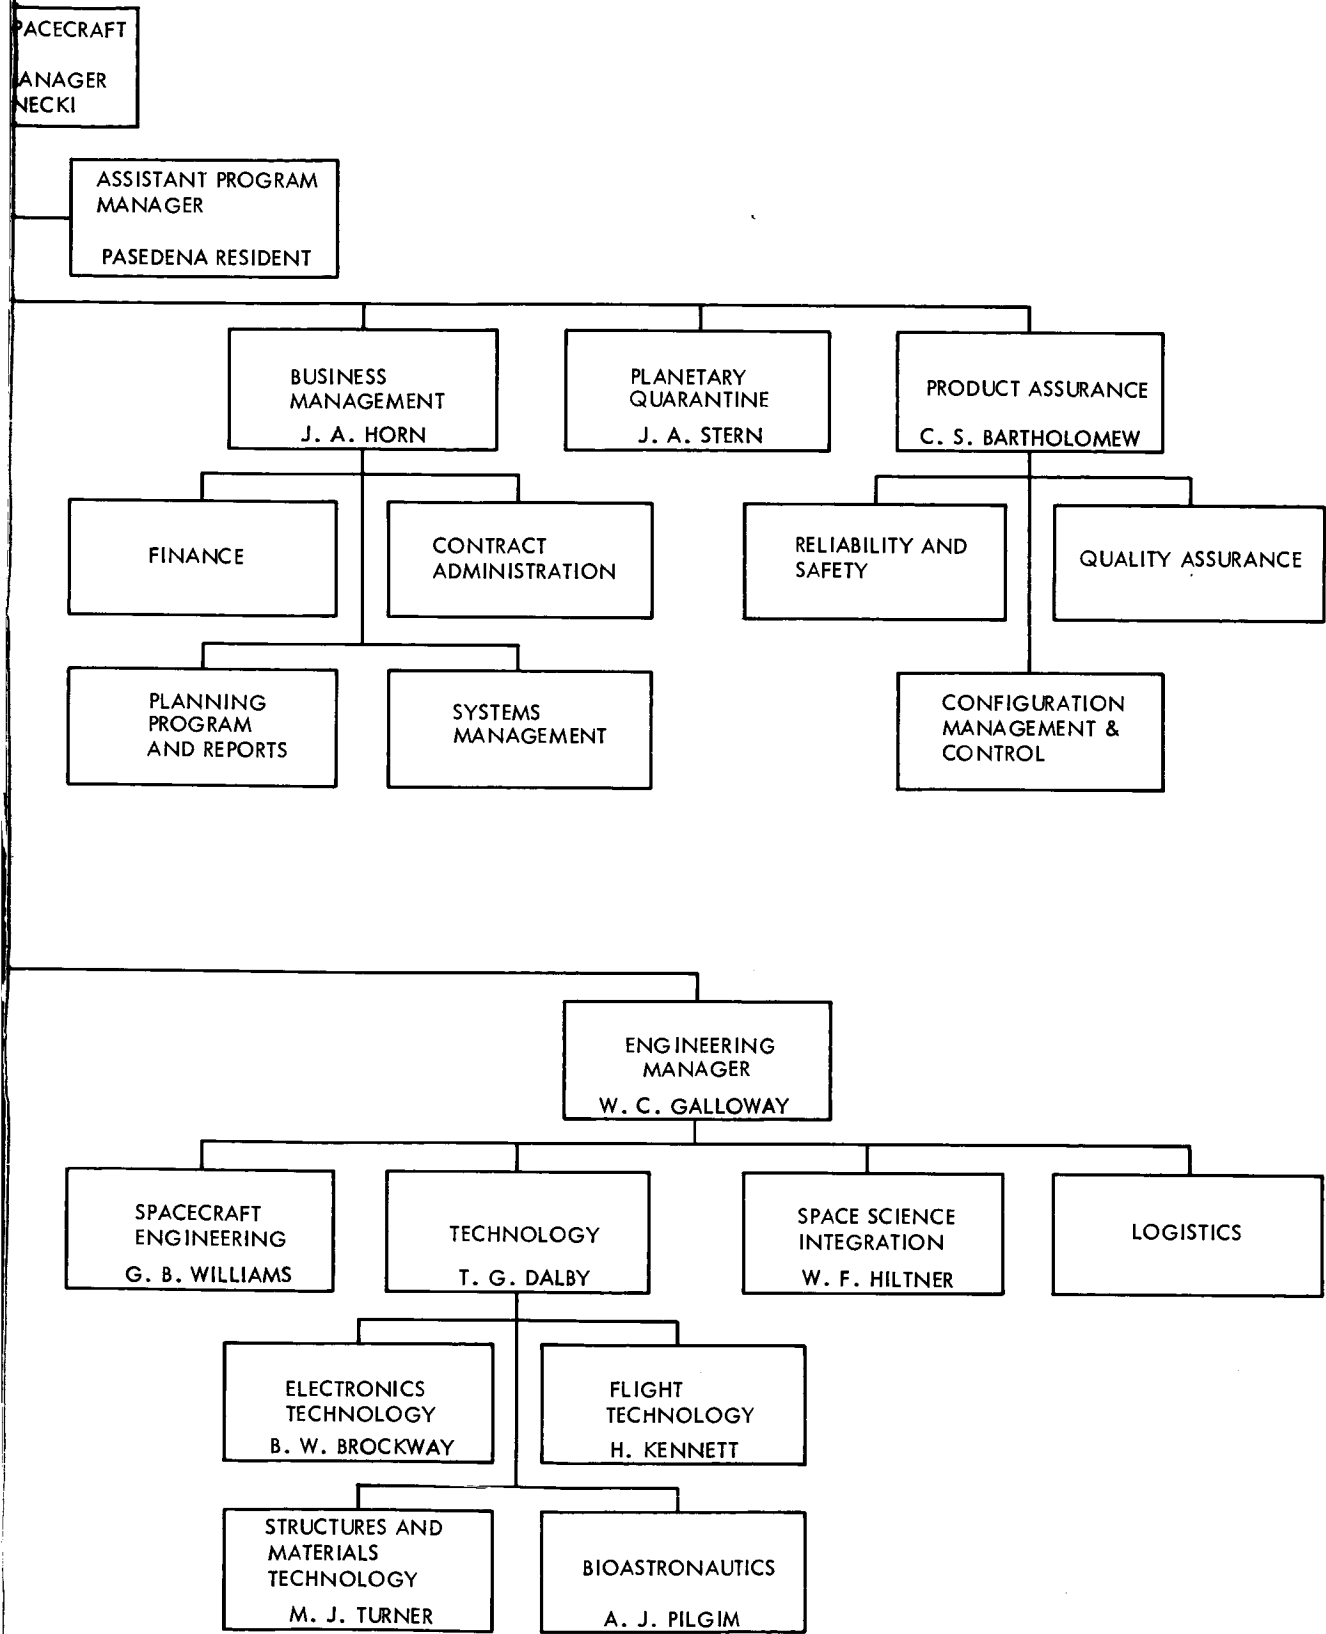 PACECRAFT
ANAGER
NECKI
ASSISTANT PROGRAM
MANAGER
PASEDENA RESIDENT
BUSINESS
MANAGEMENT
J. A. HORN
PLANETARY
QUARANTINE
J. A. STERN
PRODUCT ASSURANCE
C. S. BARTHOLOMEW
FINANCE
CONTRACT
ADMINISTRATION
RELIABILITY AND
SAFETY
QUALITY ASSURANCE
PLANNING
PROGRAM
AND REPORTS
SYSTEMS
MANAGEMENT
CONFIGURATION
MANAGEMENT &
CONTROL
ENGINEERING
MANAGER
W. C. GALLOWAY
SPACECRAFT
ENGINEERING
G. B. WILLIAMS
TECHNOLOGY
T. G. DALBY
SPACE SCIENCE
INTEGRATION
W. F. HILTNER
LOGISTICS
ELECTRONICS
TECHNOLOGY
B. W. BROCKWAY
FLIGHT
TECHNOLOGY
H. KENNETT
STRUCTURES AND
MATERIALS
TECHNOLOGY
M. J. TURNER
BIOASTRONAUTICS
A. J. PILGIM